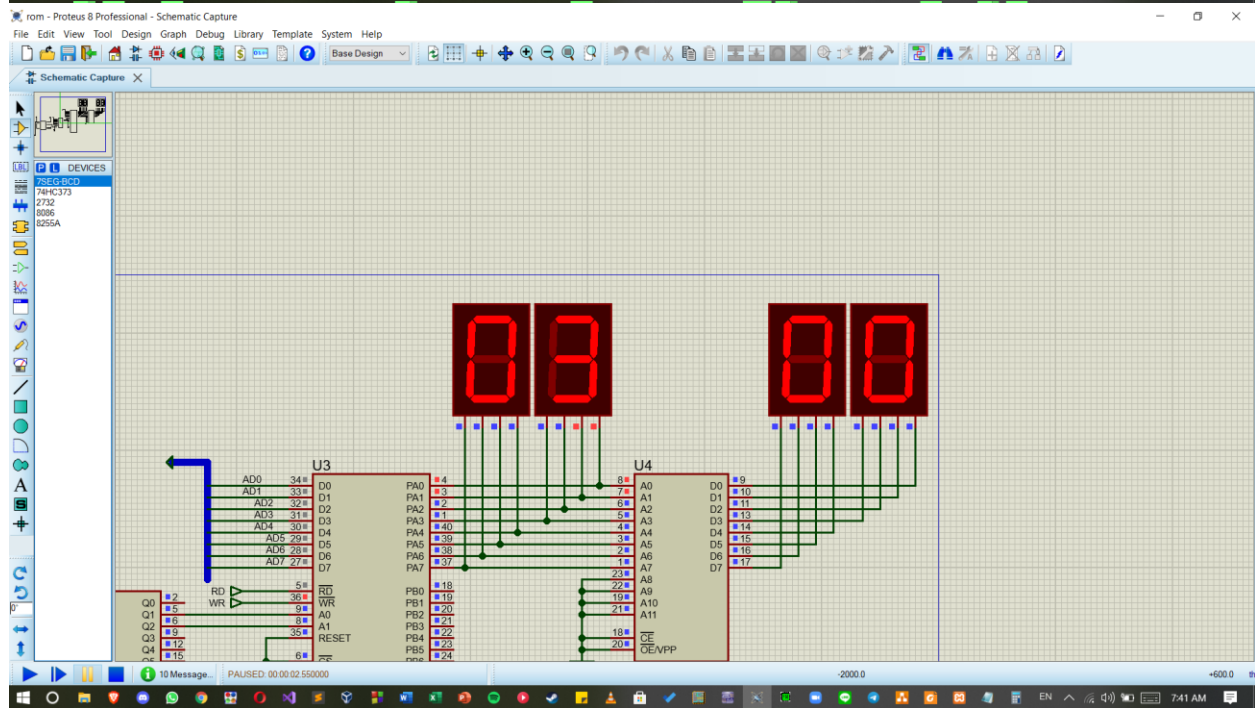 rom - Proteus 8 Professional - Schematic Capture
File Edit View Tool Design Graph Debug Library Template System Help
Base Design
Schematic Capture
P L DEVICES
7SEG-BCD
74HC373
2732
8086
8255A
U3
U4
AD0 34 D0 PA0 4 8 A0 D0 9
AD1 33 D1 PA1 3 7 A1 D1 10
AD2 32 D2 PA2 2 6 A2 D2 11
AD3 31 D3 PA3 1 5 A3 D3 13
AD4 30 D4 PA4 40 4 A4 D4 14
AD5 29 D5 PA5 39 3 A5 D5 15
AD6 28 D6 PA6 38 2 A6 D6 16
AD7 27 D7 PA7 37 1 A7 D7 17
23 A8
RD 5 RD PB0 18 22 A9
WR 36 WR PB1 19 19 A10
Q0 2 9 A0 PB2 20 21 A11
Q1 5 8 A1 PB3 21
Q2 6 35 RESET PB4 22 18 CE
Q3 9 PB5 23 20 OE/VPP
Q4 12 6 CS PB6 24
Q5 15
0°
10 Message... PAUSED: 00:00:02.550000 -2000.0 +600.0 th
EN 7:41 AM